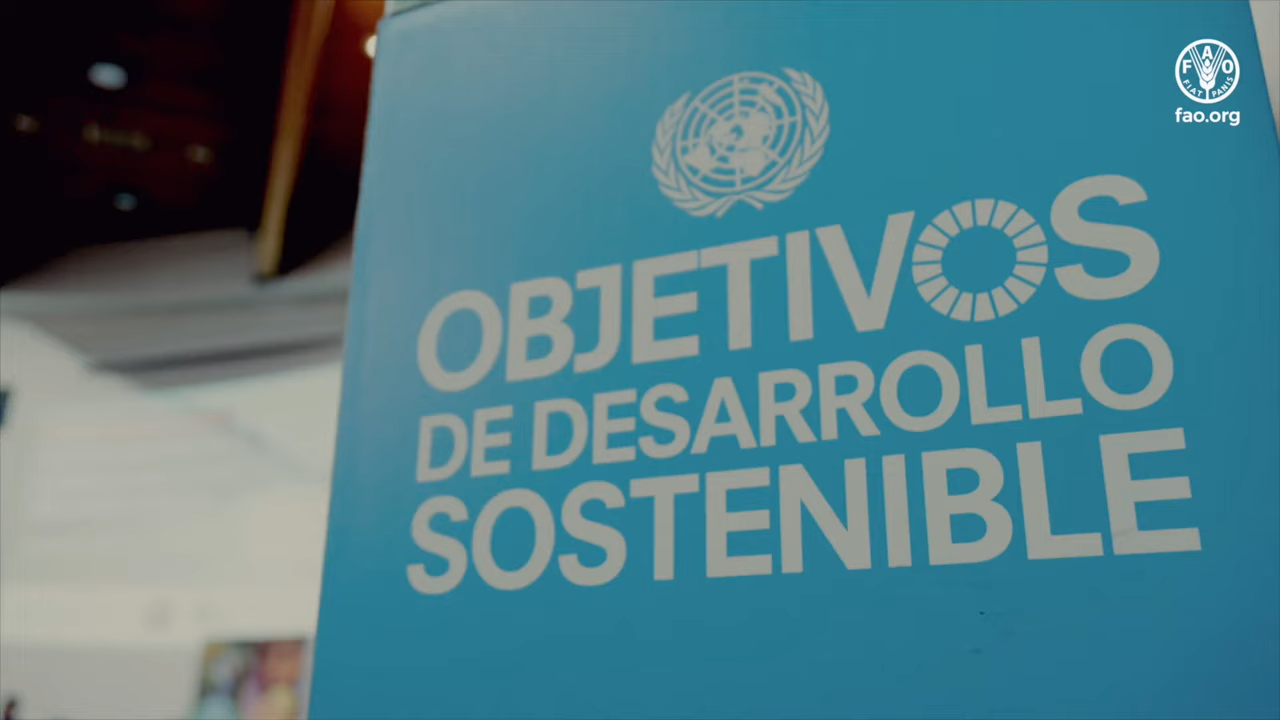 OBJETIVOS
DE DESARROLLO
SOSTENIBLE
FAO
FIAT PANIS
fao.org